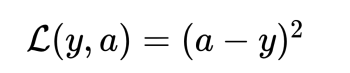 ℒ(y, a) = (a − y)²